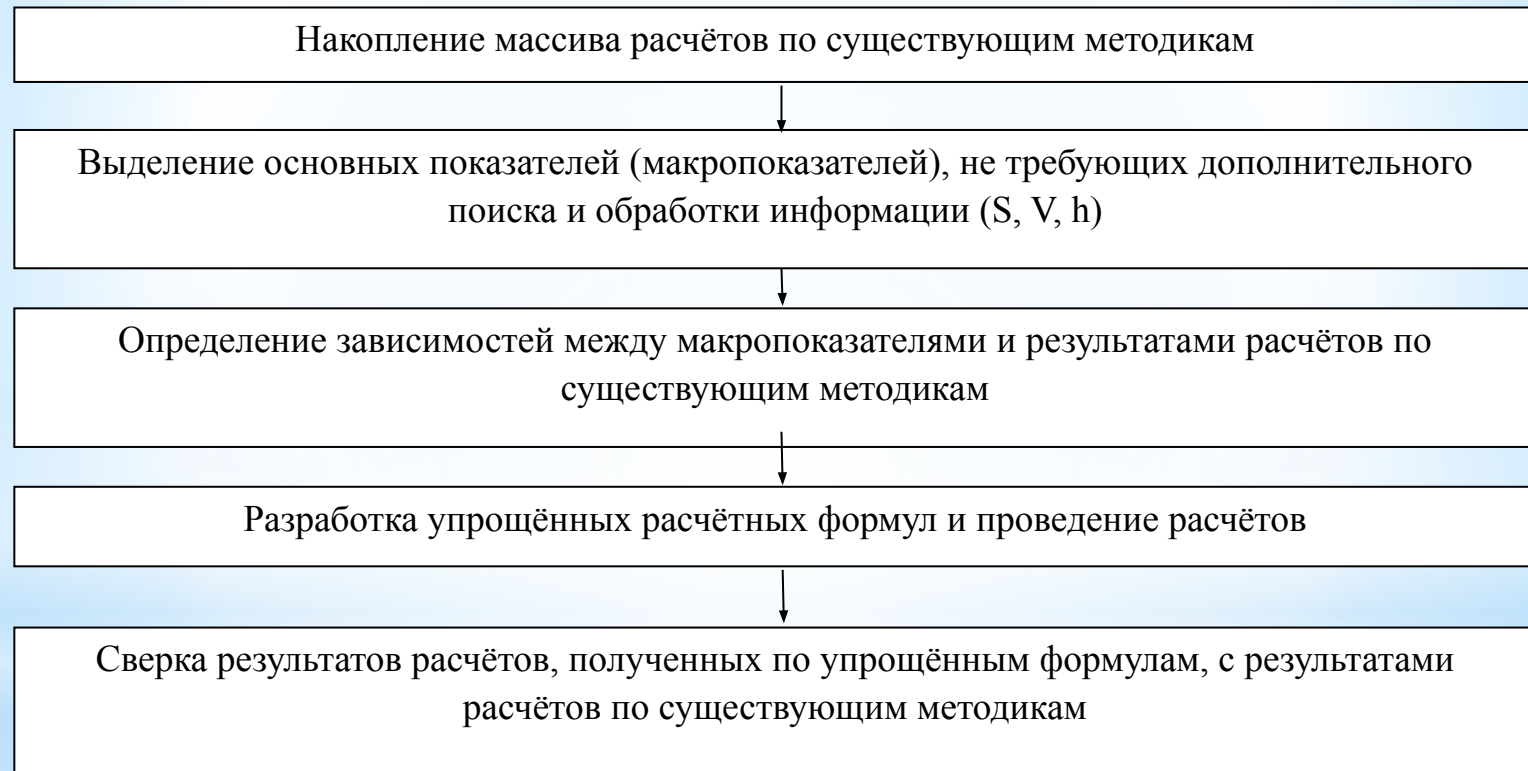 Накопление массива расчётов по существующим методикам
Выделение основных показателей (макропоказателей), не требующих дополнительного
поиска и обработки информации (S, V, h)
Определение зависимостей между макропоказателями и результатами расчётов по
существующим методикам
Разработка упрощённых расчётных формул и проведение расчётов
Сверка результатов расчётов, полученных по упрощённым формулам, с результатами
расчётов по существующим методикам